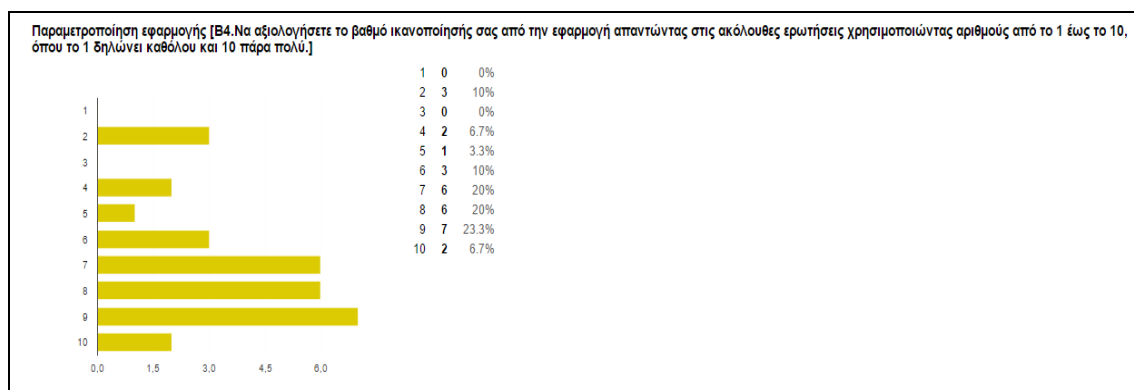 Παραμετροποίηση εφαρμογής [Β4.Να αξιολογήσετε το βαθμό ικανοποίησής σας από την εφαρμογή απαντώντας στις ακόλουθες ερωτήσεις χρησιμοποιώντας αριθμούς από το 1 έως το 10,
όπου το 1 δηλώνει καθόλου και 10 πάρα πολύ.]
1 0 0%
2 3 10%
3 0 0%
4 2 6.7%
5 1 3.3%
6 3 10%
7 6 20%
8 6 20%
9 7 23.3%
10 2 6.7%
1
2
3
4
5
6
7
8
9
10
0,0 1,5 3,0 4,5 6,0